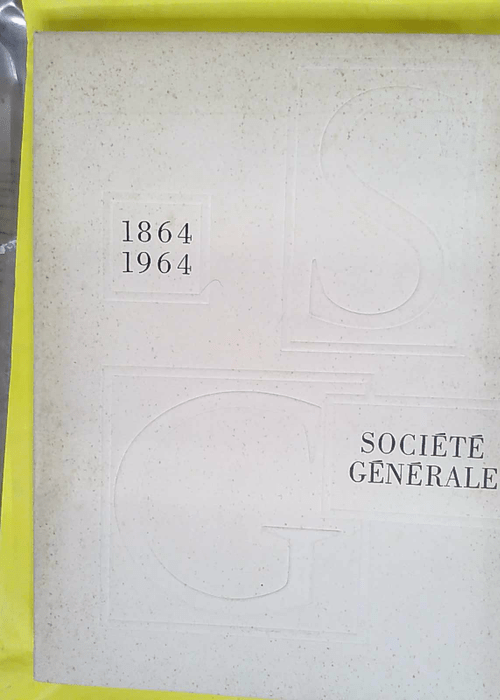 S
1864
1964
G
SOCIÉTÉ
GÉNÉRALE